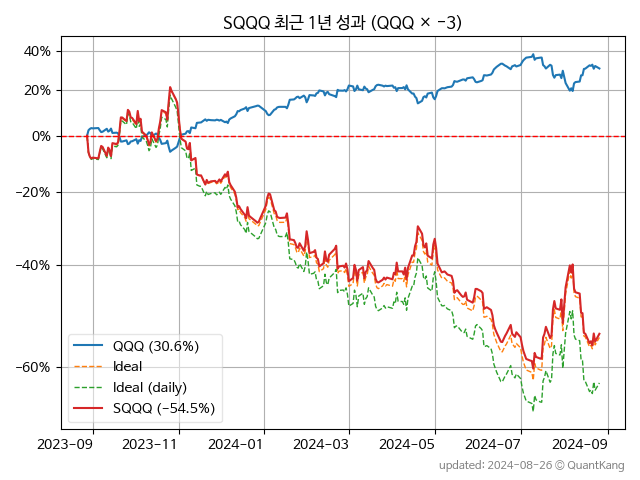 SQQQ 최근 1년 성과 (QQQ × −3)
40%
20%
0%
−20%
−40%
−60%
QQQ (30.6%)
Ideal
Ideal (daily)
SQQQ (−54.5%)
2023-09 2023-11 2024-01 2024-03 2024-05 2024-07 2024-09
updated: 2024-08-26 © QuantKang